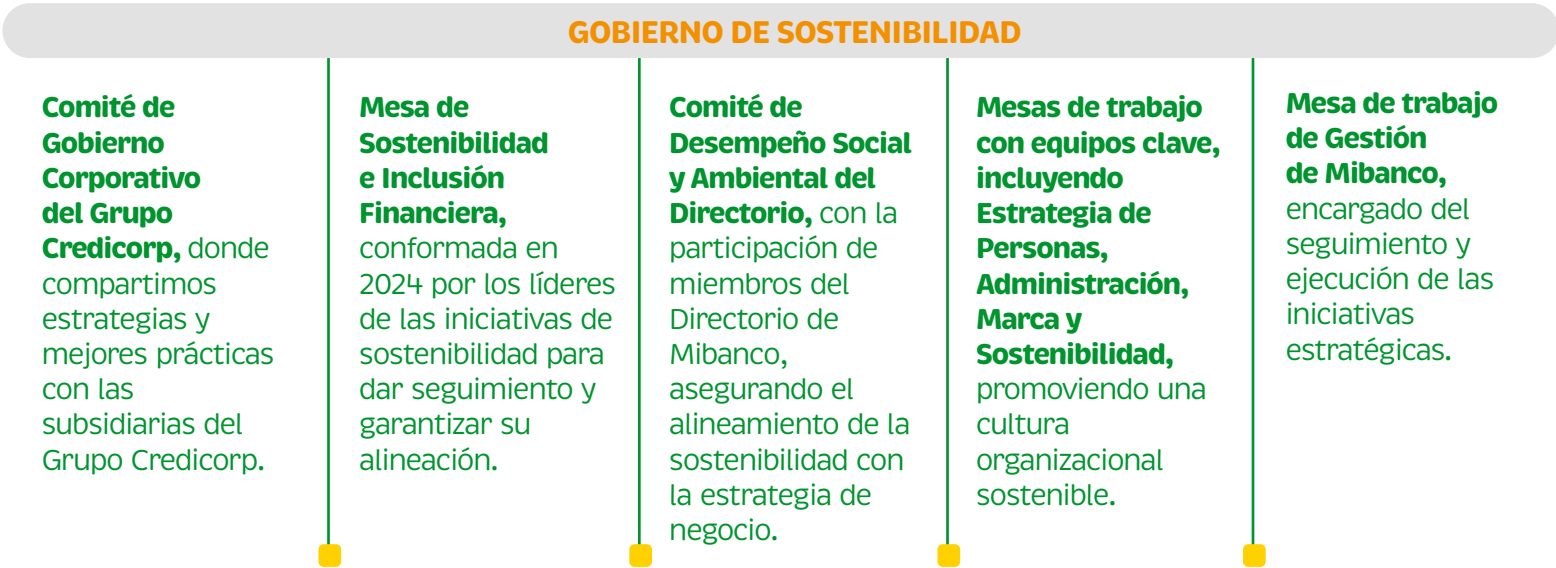 GOBIERNO DE SOSTENIBILIDAD
Comité de
Gobierno
Corporativo
del Grupo
Credicorp, donde
compartimos
estrategias y
mejores prácticas
con las
subsidiarias del
Grupo Credicorp.
Mesa de
Sostenibilidad
e Inclusión
Financiera,
conformada en
2024 por los líderes
de las iniciativas de
sostenibilidad para
dar seguimiento y
garantizar su
alineación.
Comité de
Desempeño Social
y Ambiental del
Directorio, con la
participación de
miembros del
Directorio de
Mibanco,
asegurando el
alineamiento de la
sostenibilidad con
la estrategia de
negocio.
Mesas de trabajo
con equipos clave,
incluyendo
Estrategia de
Personas,
Administración,
Marca y
Sostenibilidad,
promoviendo una
cultura
organizacional
sostenible.
Mesa de trabajo
de Gestión
de Mibanco,
encargado del
seguimiento y
ejecución de las
iniciativas
estratégicas.